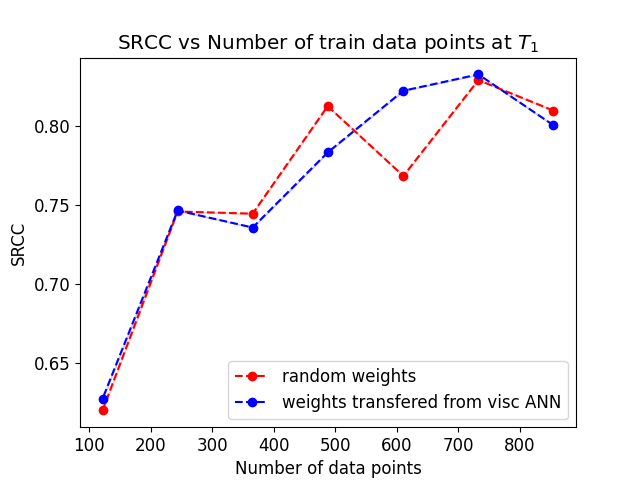 SRCC vs Number of train data points at $T_1$
0.80
0.75
0.70
0.65
SRCC
random weights
weights transfered from visc ANN
100 200 300 400 500 600 700 800
Number of data points